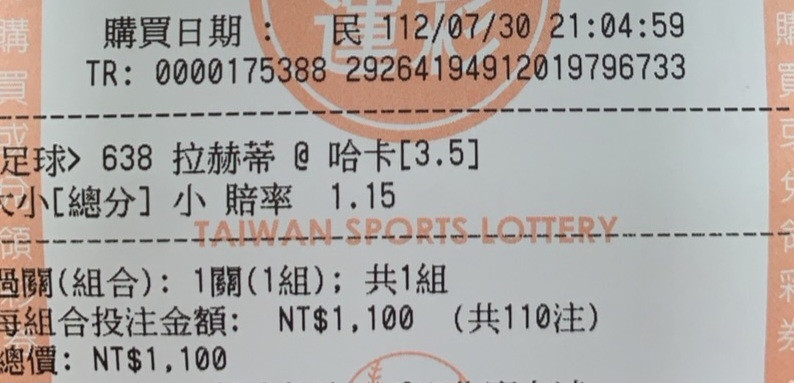 運彩
購買日期： 民 112/07/30 21:04:59
TR: 0000175388 29264194912019796733
足球> 638 拉赫蒂 @ 哈卡[3.5]
大小[總分] 小 賠率 1.15
TAIWAN SPORTS LOTTERY
過關(組合): 1關(1組); 共1組
每組合投注金額: NT$1,100 (共110注)
總價: NT$1,100